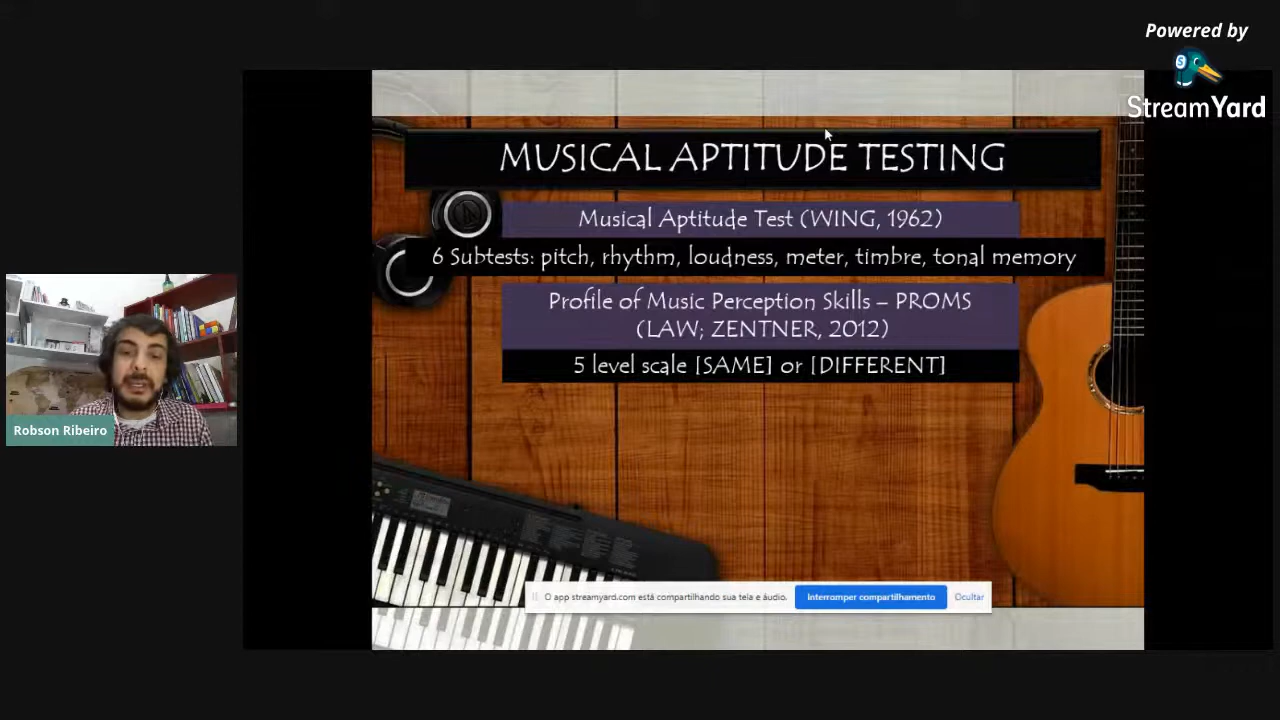 Powered by
StreamYard
MUSICAL APTITUDE TESTING
Musical Aptitude Test (WING, 1962)
6 Subtests: pitch, rhythm, loudness, meter, timbre, tonal memory
Profile of Music Perception Skills – PROMS
(LAW; ZENTNER, 2012)
5 level scale [SAME] or [DIFFERENT]
Robson Ribeiro
O app streamyard.com está compartilhando sua tela e áudio.
Interromper compartilhamento
Ocultar